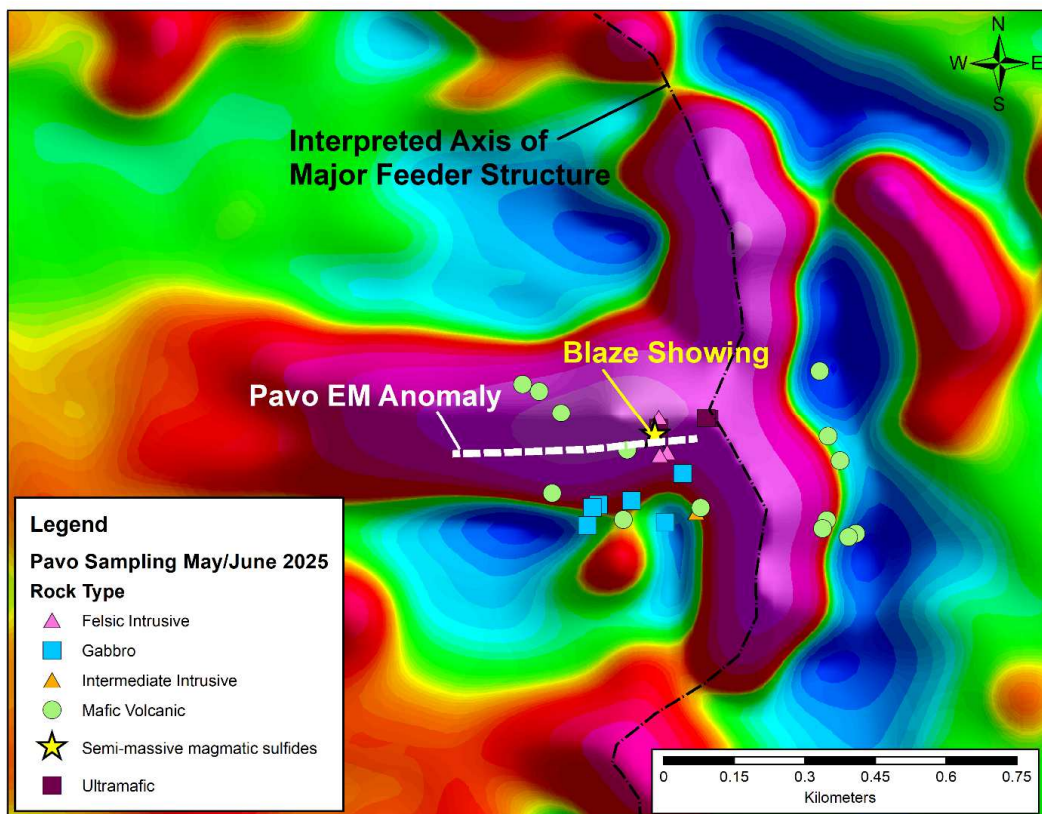 N
W E
S
Interpreted Axis of
Major Feeder Structure
Blaze Showing
Pavo EM Anomaly
Legend
Pavo Sampling May/June 2025
Rock Type
Felsic Intrusive
Gabbro
Intermediate Intrusive
Mafic Volcanic
Semi-massive magmatic sulfides
Ultramafic
0 0.15 0.3 0.45 0.6 0.75
Kilometers